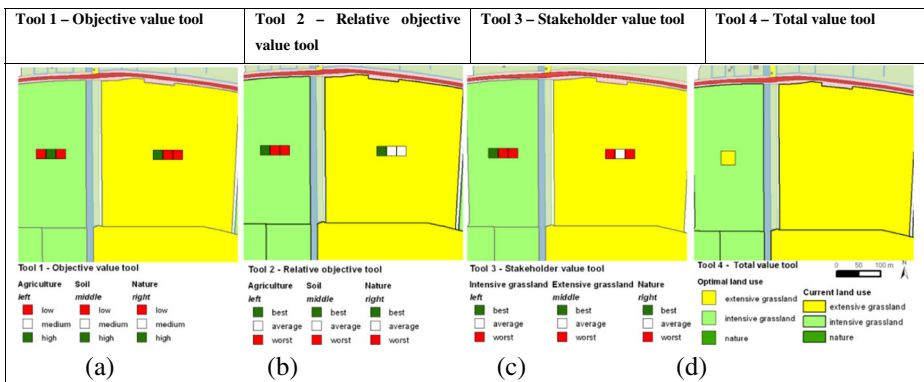 Tool 1 – Objective value tool
Tool 2 – Relative objective
value tool
Tool 3 – Stakeholder value tool
Tool 4 – Total value tool
Tool 1 - Objective value tool
Agriculture Soil Nature
left middle right
low low low
medium medium medium
high high high
(a)
Tool 2 - Relative objective tool
Agriculture Soil Nature
left middle right
best best best
average average average
worst worst worst
(b)
Tool 3 - Stakeholder value tool
Intensive grassland Extensive grassland Nature
left middle right
best best best
average average average
worst worst worst
(c)
Tool 4 - Total value tool
0 50 100 m
N
Optimal land use
extensive grassland
intensive grassland
nature
Current land use
extensive grassland
intensive grassland
nature
(d)